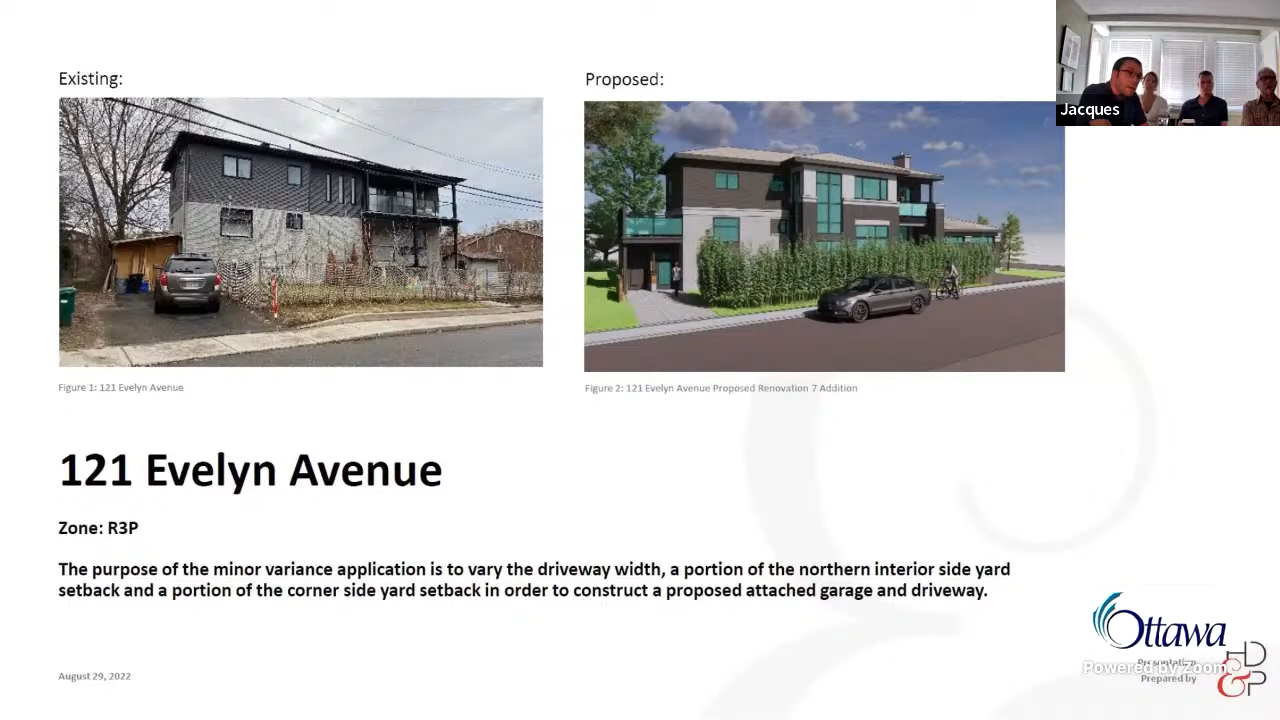 Existing:
Proposed:
Jacques
Figure 1: 121 Evelyn Avenue
Figure 2: 121 Evelyn Avenue Proposed Renovation 7 Addition
121 Evelyn Avenue
Zone: R3P
The purpose of the minor variance application is to vary the driveway width, a portion of the northern interior side yard
setback and a portion of the corner side yard setback in order to construct a proposed attached garage and driveway.
Ottawa
Presentation
Powered by Zoom
Prepared by
HD
&P
August 29, 2022